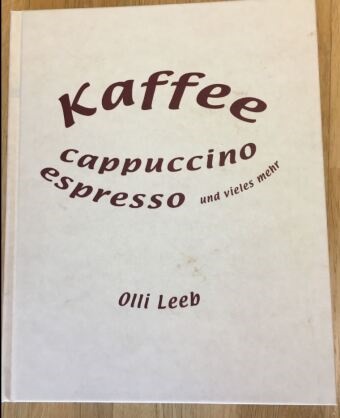 Kaffee
cappuccino
espresso und vieles mehr
Olli Leeb